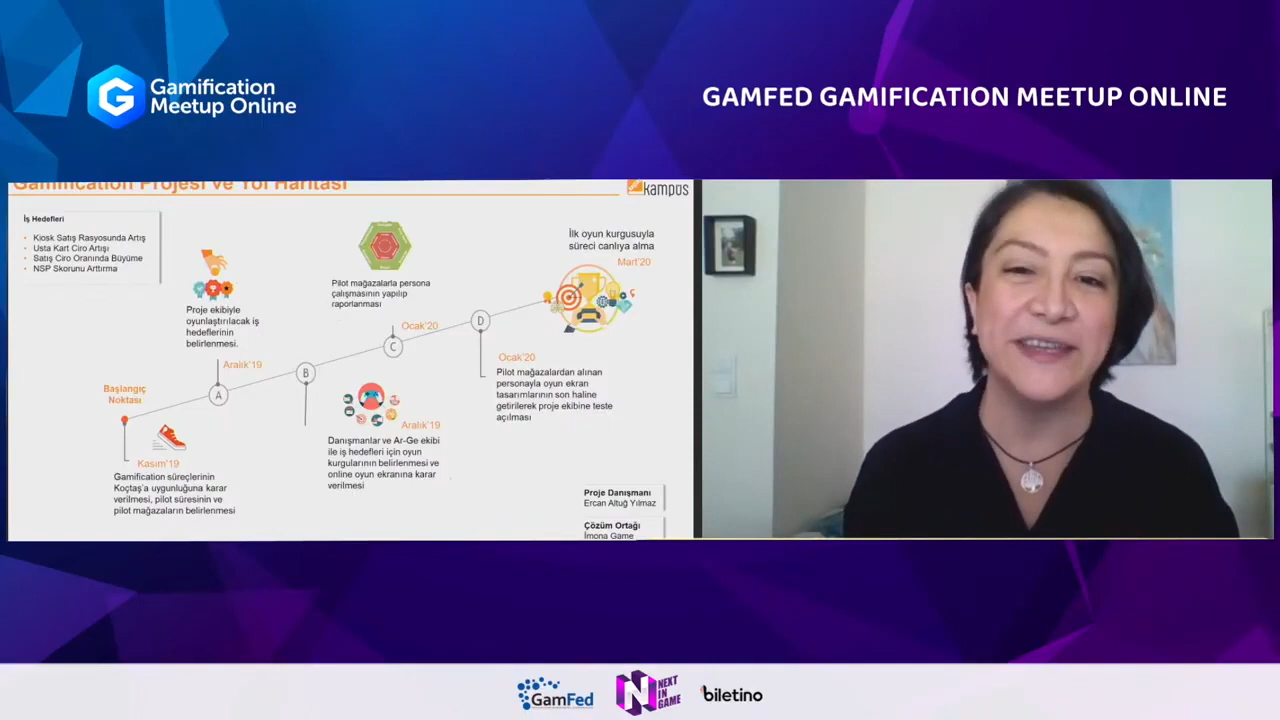 Gamification
Meetup Online
GAMFED GAMIFICATION MEETUP ONLINE
Gamification Projesi ve Yol Haritası
kampüs
İş Hedefleri
• Kiosk Satış Rasyosunda Artış
• Usta Kart Ciro Artışı
• Satış Ciro Oranında Büyüme
• NSP Skorunu Arttırma
Proje ekibiyle
oyunlaştırılacak iş
hedeflerinin
belirlenmesi.
Aralık'19
Pilot mağazalarla persona
çalışmasının yapılıp
raporlanması
Ocak'20
İlk oyun kurgusuyla
süreci canlıya alma
Mart'20
Başlangıç
Noktası
A
B
C
D
Kasım'19
Gamification süreçlerinin
Koçtaş'a uygunluğuna karar
verilmesi, pilot süresinin ve
pilot mağazaların belirlenmesi
Aralık'19
Danışmanlar ve Ar-Ge ekibi
ile iş hedefleri için oyun
kurgularının belirlenmesi ve
online oyun ekranına karar
verilmesi
Ocak'20
Pilot mağazalardan alınan
personayla oyun ekran
tasarımlarının son haline
getirilerek proje ekibine teste
açılması
Proje Danışmanı
Ercan Altuğ Yılmaz
Çözüm Ortağı
İmona Game
GamFed
NEXT
IN
GAME
biletino